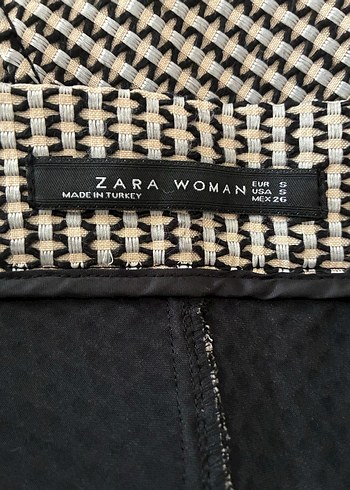 ZARA WOMAN
MADE IN TURKEY
EUR S
USA S
MEX 26